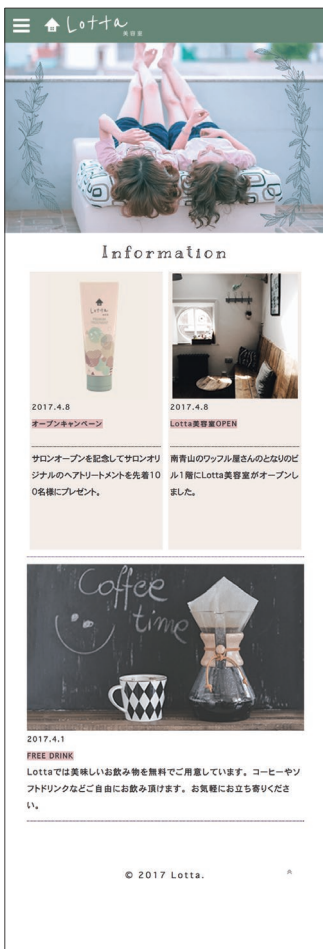 Lotta
美容室
Information
Lotta
2017.4.8
オープンキャンペーン
サロンオープンを記念してサロンオリ
ジナルのヘアトリートメントを先着10
0名様にプレゼント。
2017.4.8
Lotta美容室OPEN
南青山のワッフル屋さんのとなりのビ
ル1階にLotta美容室がオープンし
ました。
Coffee
time
2017.4.1
FREE DRINK
Lottaでは美味しいお飲み物を無料でご用意しています。コーヒーやソ
フトドリンクなどご自由にお飲み頂けます。お気軽にお立ち寄りくださ
い。
© 2017 Lotta.